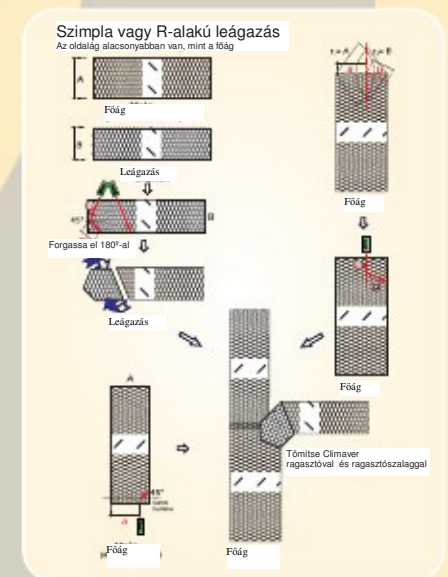 Szimpla vagy R-alakú leágazás
Az oldalág alacsonyabban van, mint a főág
A
Főág
B
Leágazás
45°
B
Forgassa el 180º-al
Leágazás
Főág
Főág
A
45°
a
Főág
Főág
Tömítse Climaver
ragasztóval és ragasztószalaggal